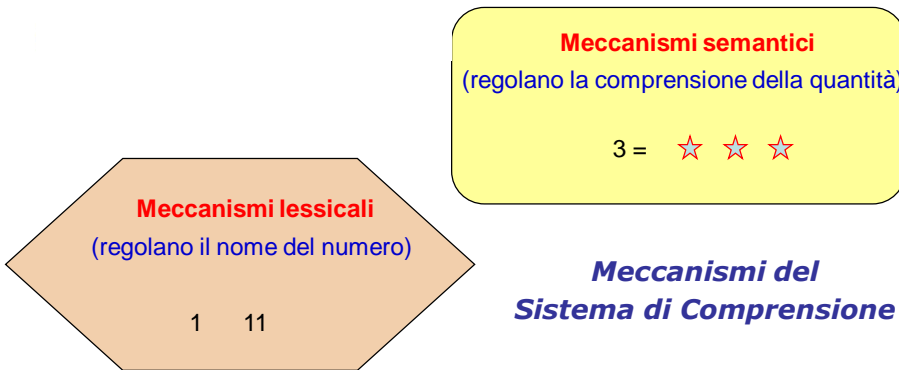 Meccanismi semantici
(regolano la comprensione della quantità)
3 =
Meccanismi lessicali
(regolano il nome del numero)
1 11
Meccanismi del
Sistema di Comprensione